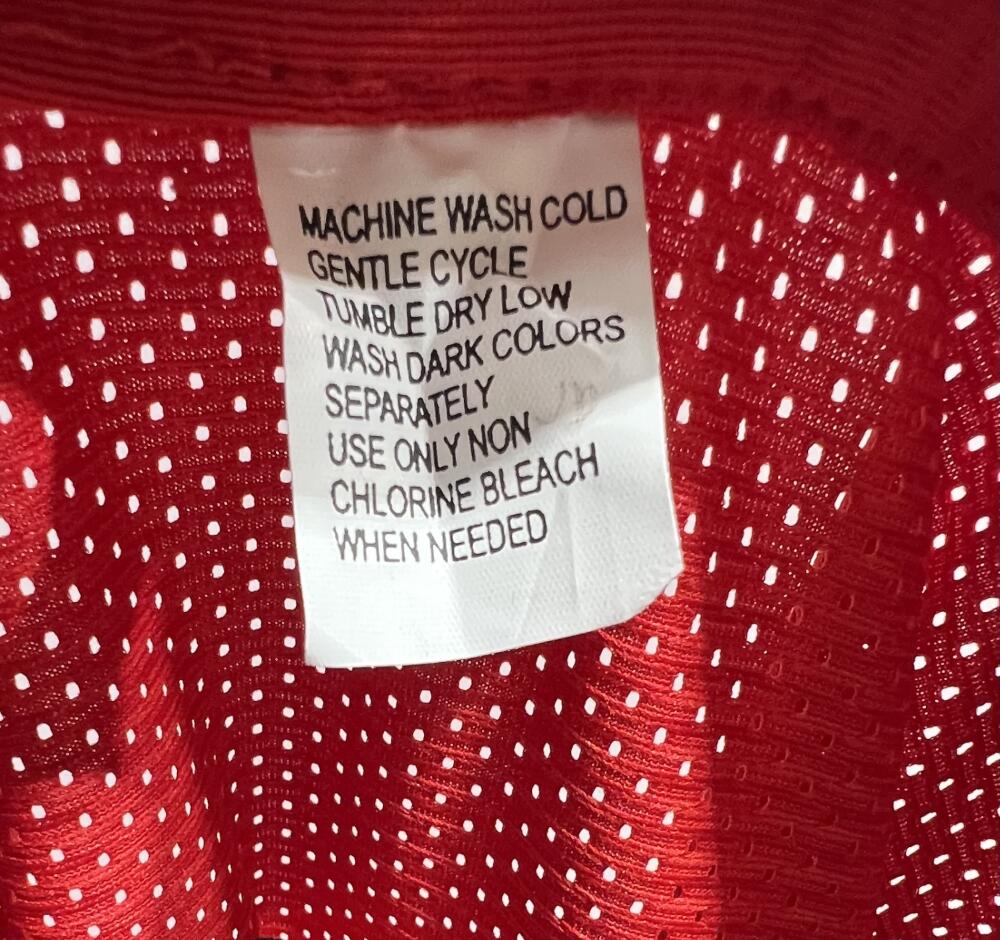 MACHINE WASH COLD
GENTLE CYCLE
TUMBLE DRY LOW
WASH DARK COLORS
SEPARATELY
USE ONLY NON
CHLORINE BLEACH
WHEN NEEDED